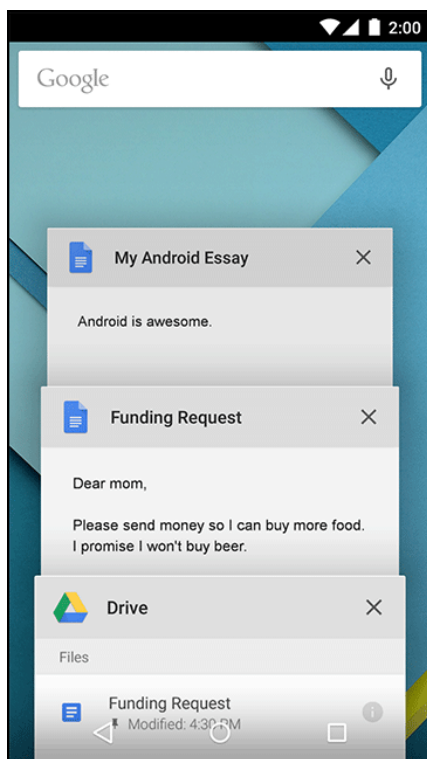 2:00
Google
My Android Essay
Android is awesome.
Funding Request
Dear mom,
Please send money so I can buy more food.
I promise I won't buy beer.
Drive
Files
Funding Request
Modified: 4:30 PM